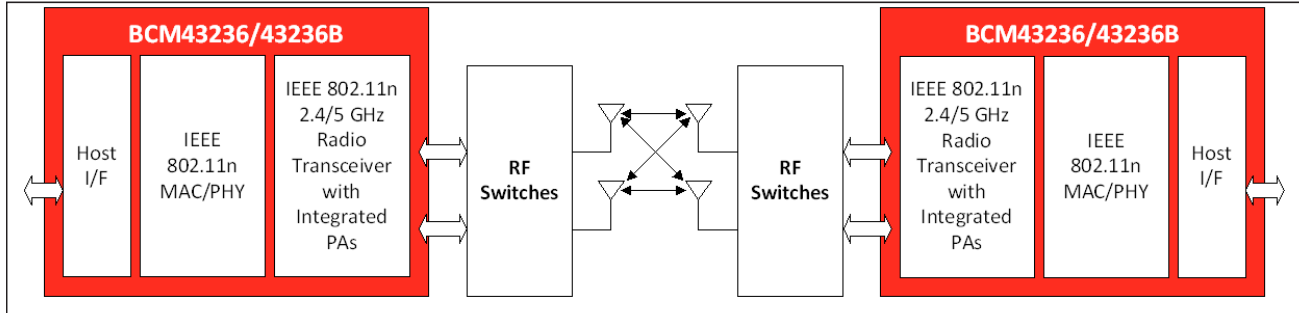 BCM43236/43236B
Host
I/F
IEEE
802.11n
MAC/PHY
IEEE 802.11n
2.4/5 GHz
Radio
Transceiver
with
Integrated
PAs
RF
Switches
RF
Switches
BCM43236/43236B
IEEE 802.11n
2.4/5 GHz
Radio
Transceiver
with
Integrated
PAs
IEEE
802.11n
MAC/PHY
Host
I/F